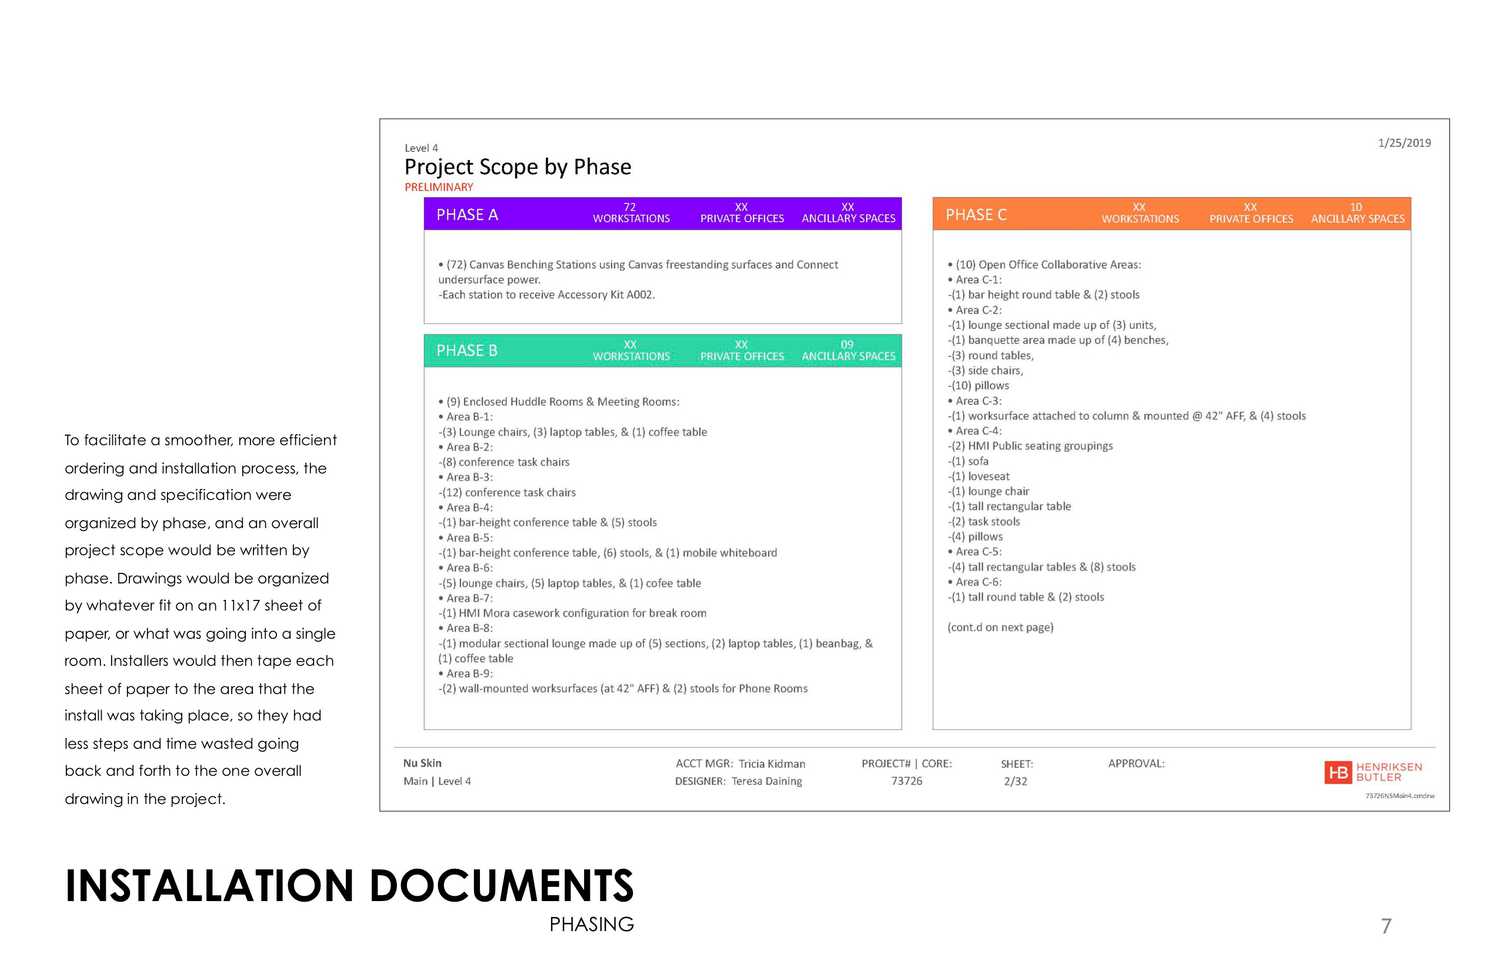 To facilitate a smoother, more efficient
ordering and installation process, the
drawing and specification were
organized by phase, and an overall
project scope would be written by
phase. Drawings would be organized
by whatever fit on an 11x17 sheet of
paper, or what was going into a single
room. Installers would then tape each
sheet of paper to the area that the
install was taking place, so they had
less steps and time wasted going
back and forth to the one overall
drawing in the project.
Level 4
Project Scope by Phase
PRELIMINARY
1/25/2019
PHASE A
72
WORKSTATIONS
XX
PRIVATE OFFICES
XX
ANCILLARY SPACES
• (72) Canvas Benching Stations using Canvas freestanding surfaces and Connect
undersurface power.
-Each station to receive Accessory Kit A002.
PHASE B
XX
WORKSTATIONS
XX
PRIVATE OFFICES
09
ANCILLARY SPACES
• (9) Enclosed Huddle Rooms & Meeting Rooms:
• Area B-1:
-(3) Lounge chairs, (3) laptop tables, & (1) coffee table
• Area B-2:
-(8) conference task chairs
• Area B-3:
-(12) conference task chairs
• Area B-4:
-(1) bar-height conference table & (5) stools
• Area B-5:
-(1) bar-height conference table, (6) stools, & (1) mobile whiteboard
• Area B-6:
-(5) lounge chairs, (5) laptop tables, & (1) cofee table
• Area B-7:
-(1) HMI Mora casework configuration for break room
• Area B-8:
-(1) modular sectional lounge made up of (5) sections, (2) laptop tables, (1) beanbag, &
(1) coffee table
• Area B-9:
-(2) wall-mounted worksurfaces (at 42" AFF) & (2) stools for Phone Rooms
PHASE C
XX
WORKSTATIONS
XX
PRIVATE OFFICES
10
ANCILLARY SPACES
• (10) Open Office Collaborative Areas:
• Area C-1:
-(1) bar height round table & (2) stools
• Area C-2:
-(1) lounge sectional made up of (3) units,
-(1) banquette area made up of (4) benches,
-(3) round tables,
-(3) side chairs,
-(10) pillows
• Area C-3:
-(1) worksurface attached to column & mounted @ 42" AFF, & (4) stools
• Area C-4:
-(2) HMI Public seating groupings
-(1) sofa
-(1) loveseat
-(1) lounge chair
-(1) tall rectangular table
-(2) task stools
-(4) pillows
• Area C-5:
-(4) tall rectangular tables & (8) stools
• Area C-6:
-(1) tall round table & (2) stools
(cont.d on next page)
Nu Skin
Main | Level 4
ACCT MGR: Tricia Kidman
DESIGNER: Teresa Daining
PROJECT# | CORE:
73726
SHEET:
2/32
APPROVAL:
HB HENRIKSEN
BUTLER
73726NSMain4.cmdrw
INSTALLATION DOCUMENTS
PHASING
7